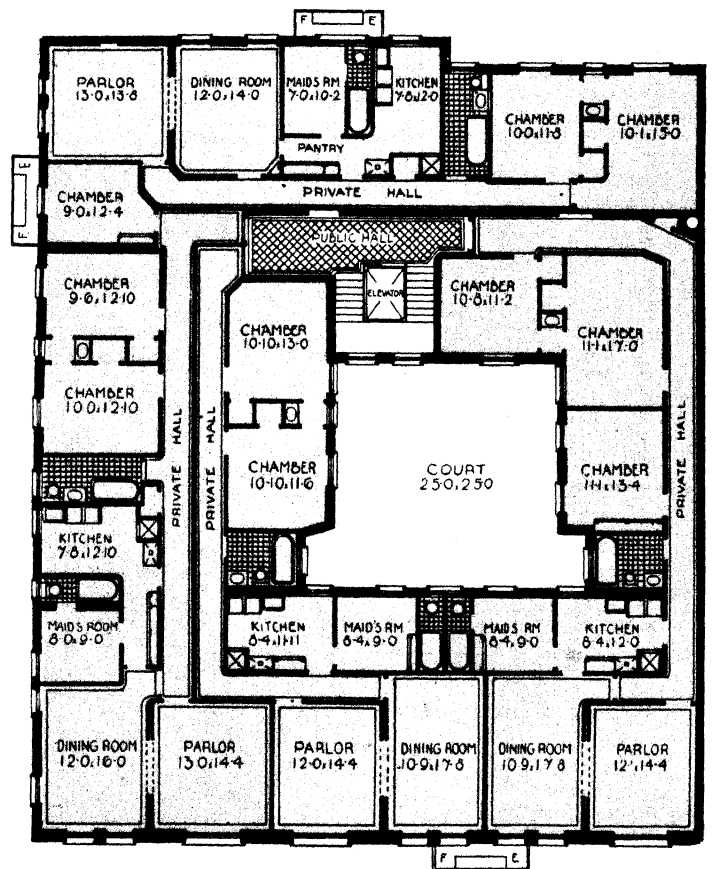 F E
PARLOR
13·0×13·8
DINING ROOM
12·0×14·0
MAIDS RM
7·0×10·2
KITCHEN
7·8×12·0
PANTRY
CHAMBER
10·0×11·8
CHAMBER
10·1×15·0
E
F
CHAMBER
9·0×12·4
PRIVATE HALL
PUBLIC HALL
ELEVATOR
CHAMBER
9·6×12·10
CHAMBER
10·0×12·10
CHAMBER
10·10×13·0
CHAMBER
10·8×11·2
CHAMBER
11·1×17·0
PRIVATE HALL
PRIVATE HALL
CHAMBER
10·10×11·6
COURT
25·0×25·0
CHAMBER
11·1×13·4
PRIVATE HALL
KITCHEN
7·8×12·10
MAIDS ROOM
8·0×9·0
KITCHEN
8·4×11·11
MAID'S RM
8·4×9·0
MAID'S RM
8·4×9·0
KITCHEN
8·4×12·0
DINING ROOM
12·0×16·0
PARLOR
13·0×14·4
PARLOR
12·0×14·4
DINING ROOM
10·9×17·8
DINING ROOM
10·9×17·8
PARLOR
14·4
F E